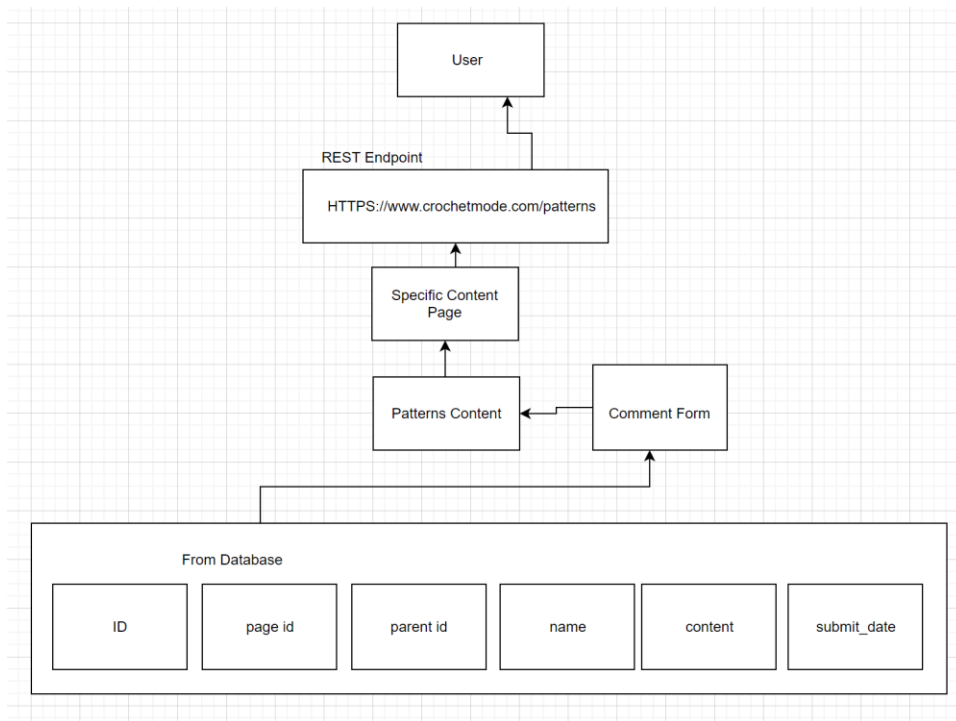 User
REST Endpoint
HTTPS://www.crochetmode.com/patterns
Specific Content
Page
Patterns Content
Comment Form
From Database
ID
page id
parent id
name
content
submit_date